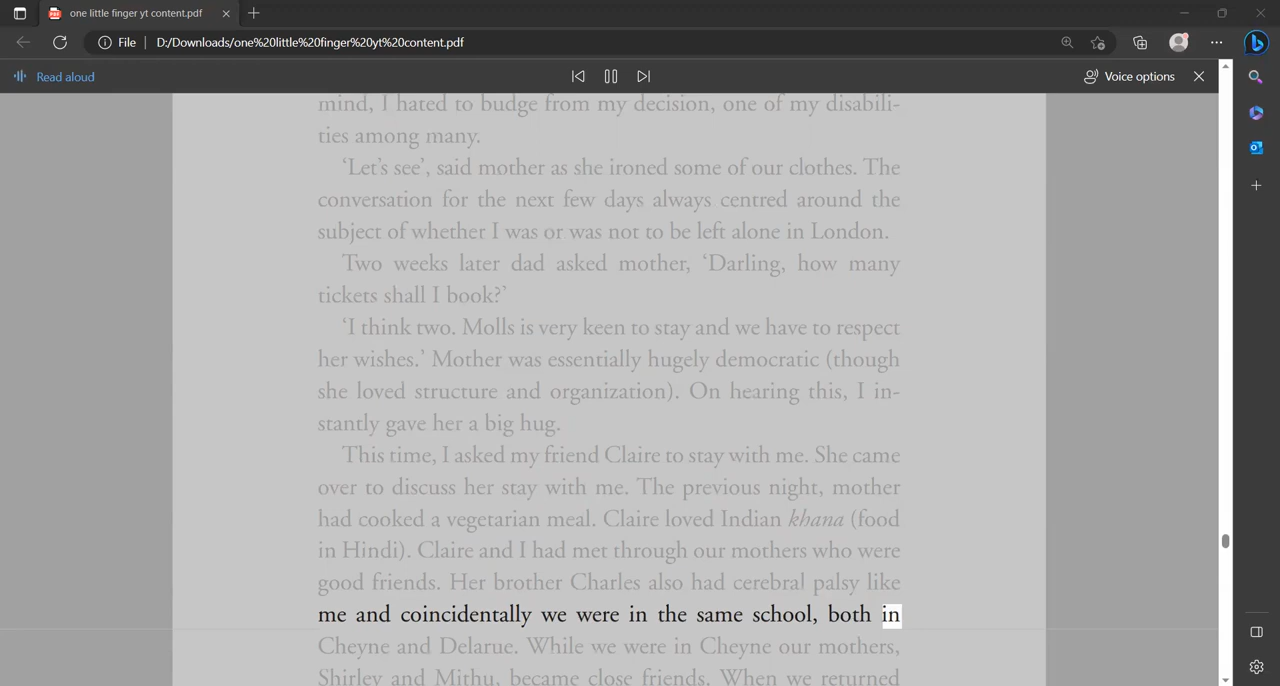 one little finger yt content.pdf
File D:/Downloads/one%20little%20finger%20yt%20content.pdf
Read aloud
Voice options
mind, I hated to budge from my decision, one of my disabili-
ties among many.
‘Let’s see’, said mother as she ironed some of our clothes. The
conversation for the next few days always centred around the
subject of whether I was or was not to be left alone in London.
Two weeks later dad asked mother, ‘Darling, how many
tickets shall I book?’
‘I think two. Molls is very keen to stay and we have to respect
her wishes.’ Mother was essentially hugely democratic (though
she loved structure and organization). On hearing this, I in-
stantly gave her a big hug.
This time, I asked my friend Claire to stay with me. She came
over to discuss her stay with me. The previous night, mother
had cooked a vegetarian meal. Claire loved Indian khana (food
in Hindi). Claire and I had met through our mothers who were
good friends. Her brother Charles also had cerebral palsy like
me and coincidentally we were in the same school, both in
Cheyne and Delarue. While we were in Cheyne our mothers,
Shirley and Mithu, became close friends. When we returned